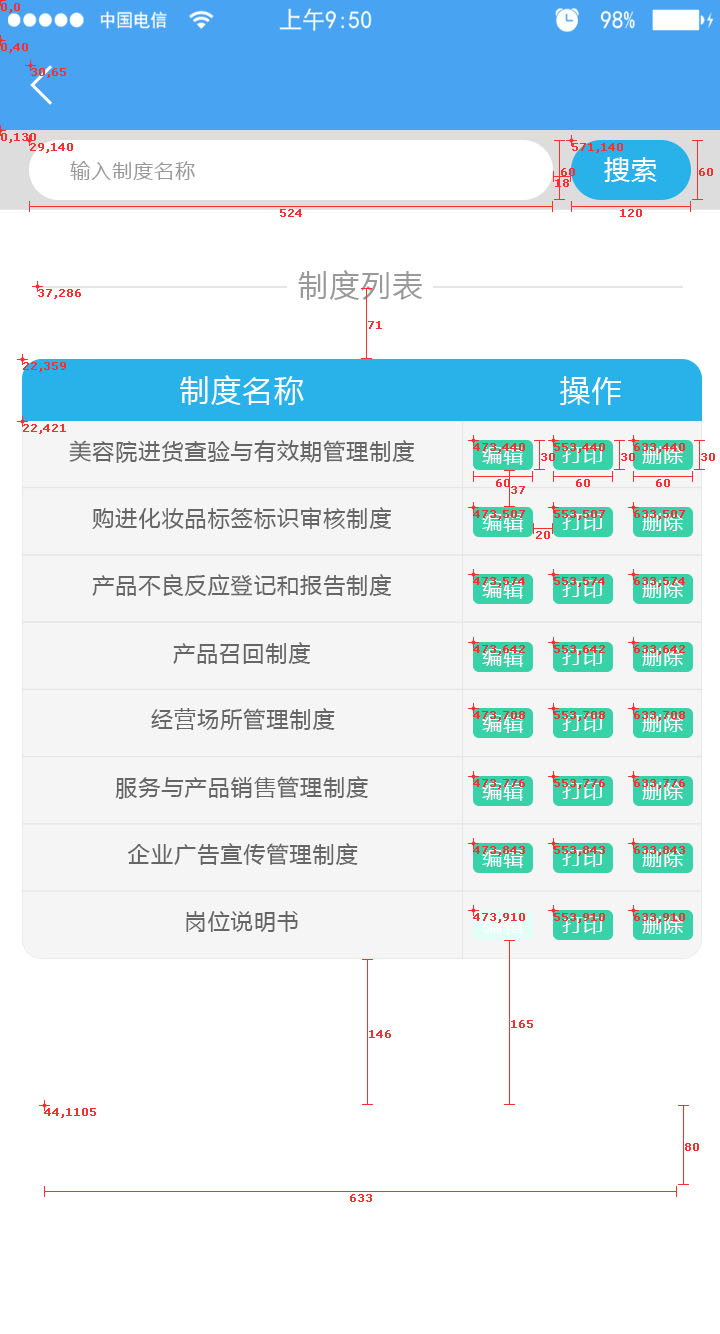 0,0
中国电信 上午9:50 98%
0,40
30,65
0,130
29,140 571,140
输入制度名称 搜索
60 18 60
524 120
制度列表
37,286
71
22,359
制度名称 操作
22,421
美容院进货查验与有效期管理制度 473,440 编辑 30 553,440 打印 30 633,440 删除 30
60 60 60
37
购进化妆品标签标识审核制度 473,507 编辑 553,507 打印 633,507 删除
20
产品不良反应登记和报告制度 473,574 编辑 553,574 打印 633,574 删除
产品召回制度 473,642 编辑 553,642 打印 633,642 删除
经营场所管理制度 473,708 编辑 553,708 打印 633,708 删除
服务与产品销售管理制度 473,776 编辑 553,776 打印 633,776 删除
企业广告宣传管理制度 473,843 编辑 553,843 打印 633,843 删除
岗位说明书 473,910 编辑 553,910 打印 633,910 删除
165
146
44,1105
80
633